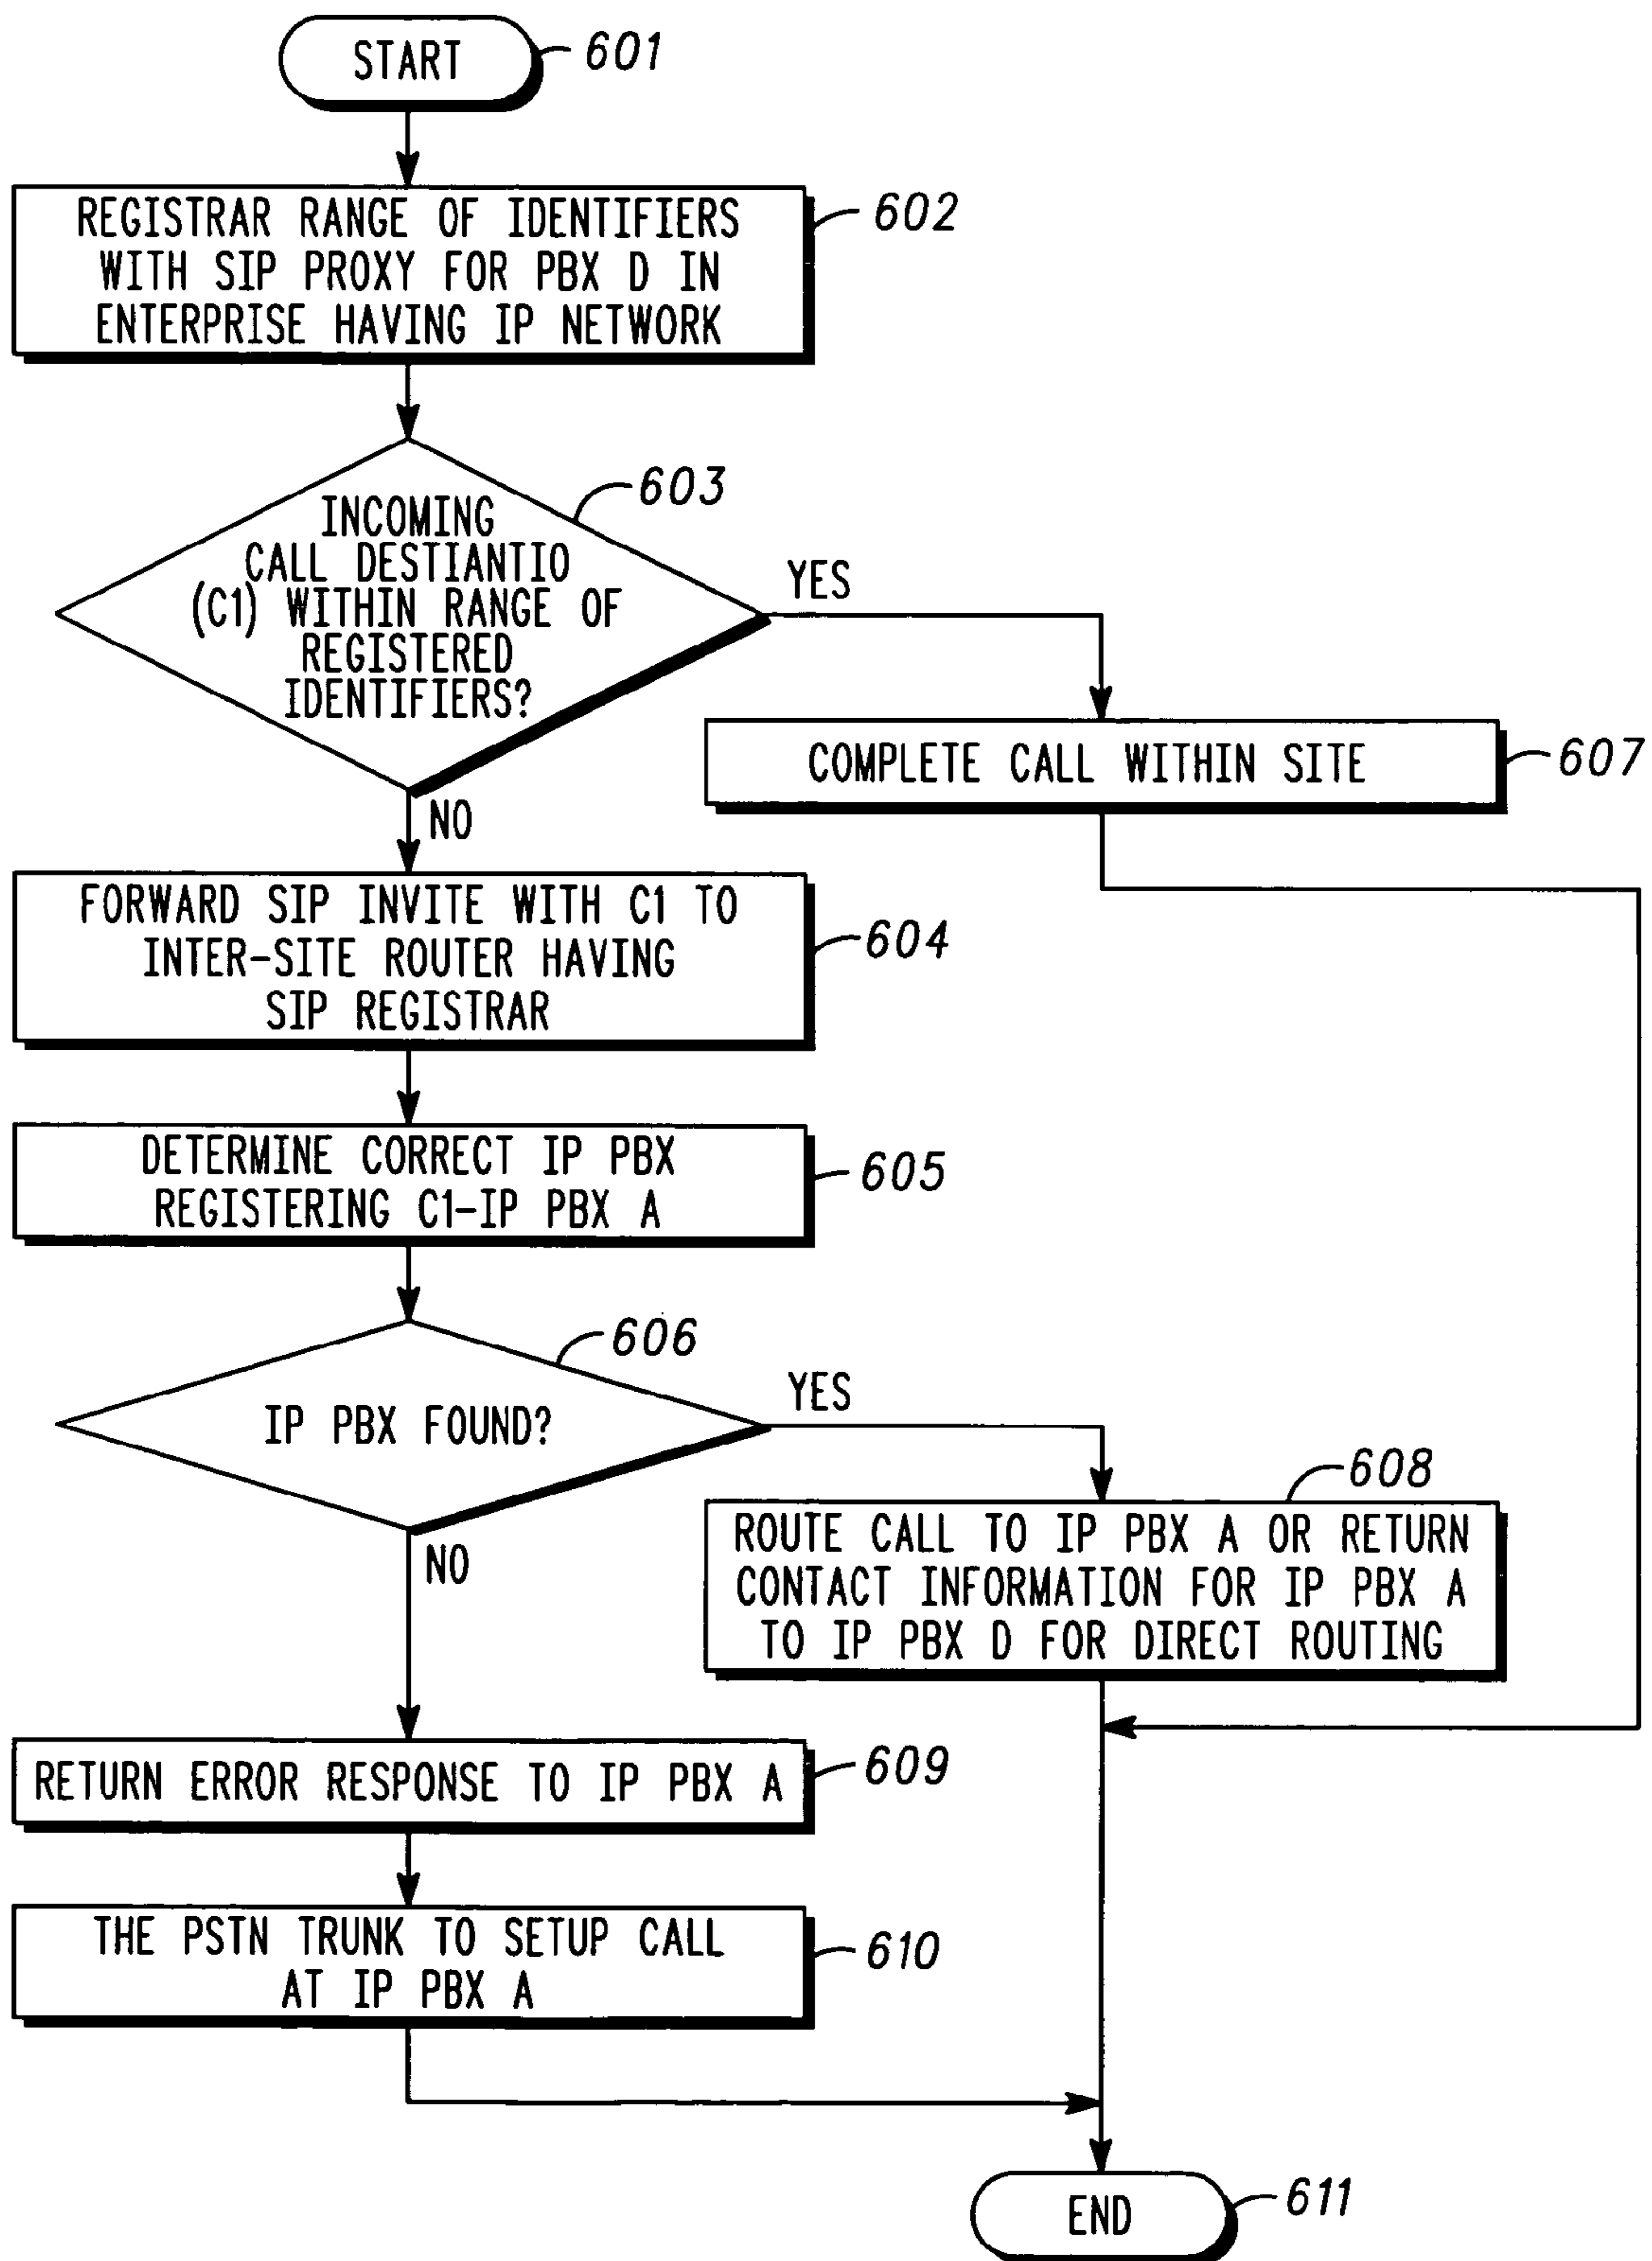 START
601
REGISTRAR RANGE OF IDENTIFIERS
WITH SIP PROXY FOR PBX D IN
ENTERPRISE HAVING IP NETWORK
602
INCOMING
CALL DESTIANTIO
(C1) WITHIN RANGE OF
REGISTERED
IDENTIFIERS?
603
YES
NO
COMPLETE CALL WITHIN SITE
607
FORWARD SIP INVITE WITH C1 TO
INTER-SITE ROUTER HAVING
SIP REGISTRAR
604
DETERMINE CORRECT IP PBX
REGISTERING C1-IP PBX A
605
IP PBX FOUND?
606
YES
NO
ROUTE CALL TO IP PBX A OR RETURN
CONTACT INFORMATION FOR IP PBX A
TO IP PBX D FOR DIRECT ROUTING
608
RETURN ERROR RESPONSE TO IP PBX A
609
THE PSTN TRUNK TO SETUP CALL
AT IP PBX A
610
END
611